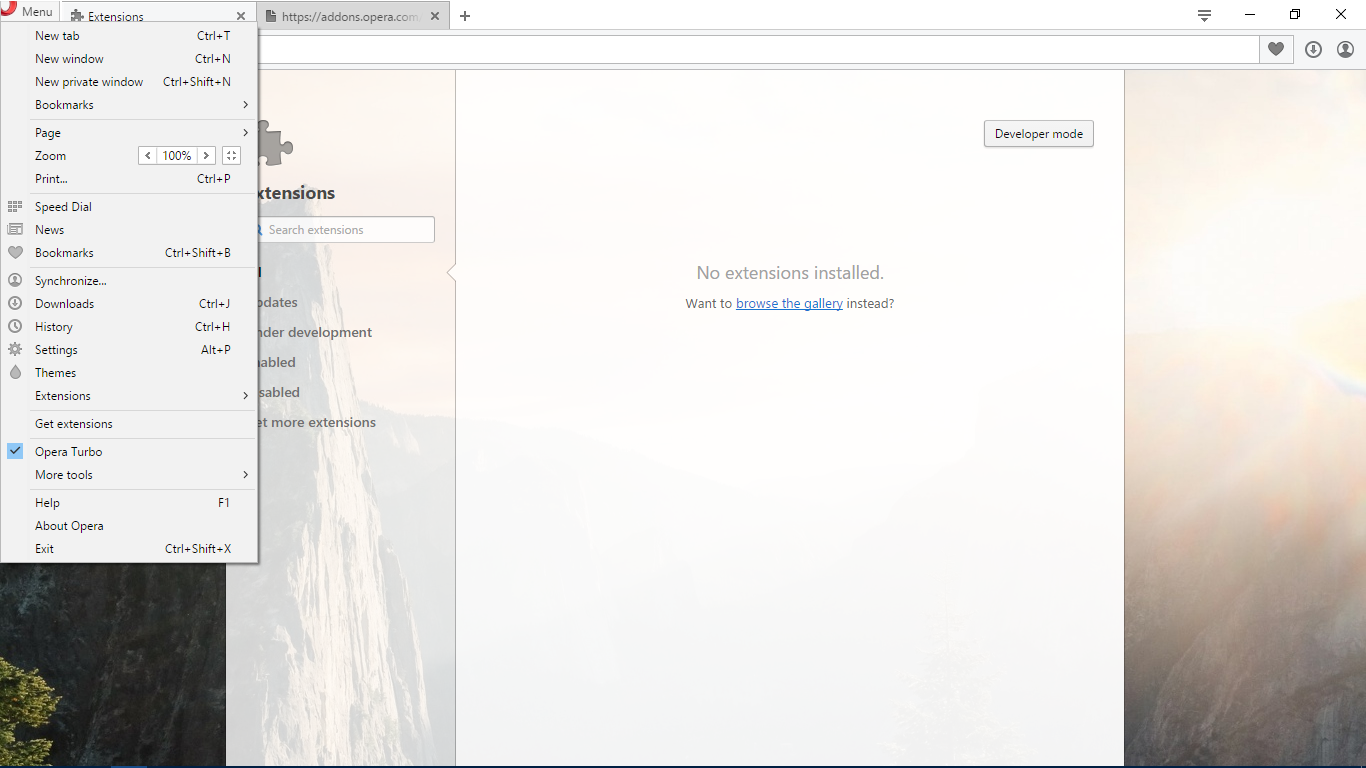 Menu
Extensions
https://addons.opera.com/
New tab Ctrl+T
New window Ctrl+N
New private window Ctrl+Shift+N
Bookmarks
Page
Zoom 100%
Print... Ctrl+P
Speed Dial
News
Bookmarks Ctrl+Shift+B
Synchronize...
Downloads Ctrl+J
History Ctrl+H
Settings Alt+P
Themes
Extensions
Get extensions
Opera Turbo
More tools
Help F1
About Opera
Exit Ctrl+Shift+X
xtensions
Search extensions
l
pdates
nder development
nabled
sabled
et more extensions
Developer mode
No extensions installed.
Want to browse the gallery instead?